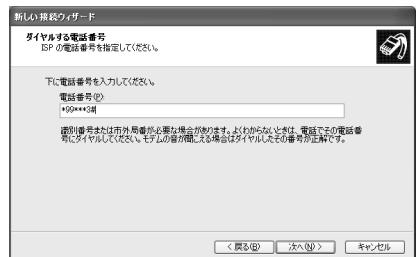 新しい接続ウィザード
ダイヤルする電話番号
ISP の電話番号を指定してください。
下に電話番号を入力してください。
電話番号(P):
*99***3#
識別番号または市外局番が必要な場合があります。よくわからないときは、電話でその電話番
号にダイヤルしてください。モデムの音が聞こえる場合はダイヤルしたその番号が正解です。
< 戻る(B)
次へ(N) >
キャンセル